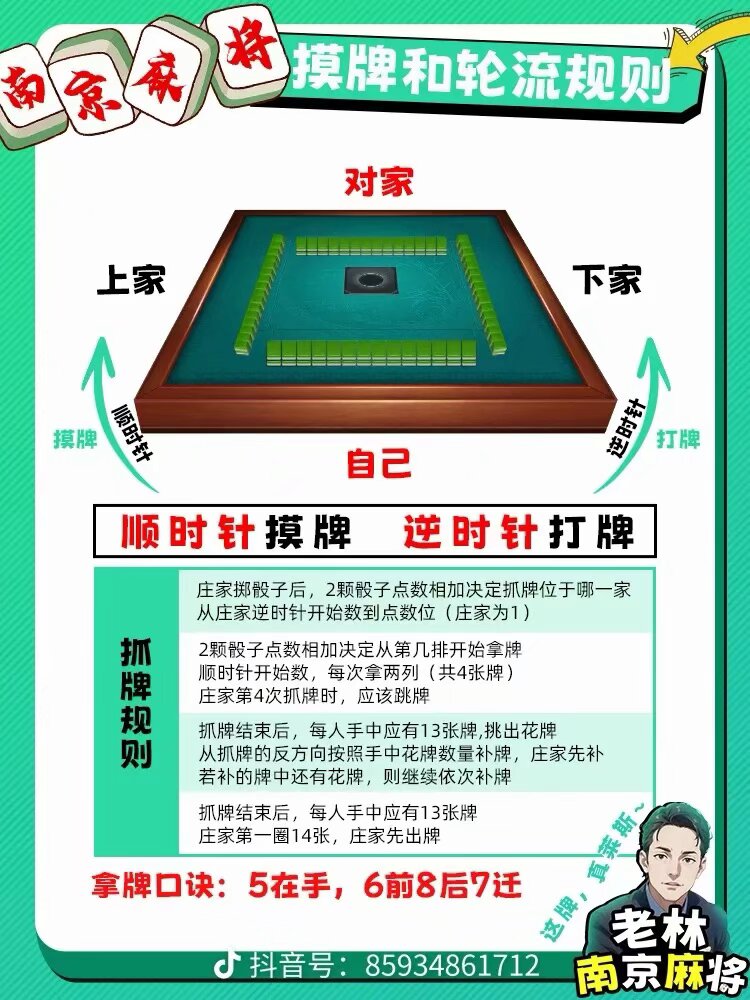 南京麻将
摸牌和轮流规则
对家
上家
下家
摸牌
顺时针
逆时针
打牌
自己
顺时针摸牌 逆时针打牌
抓牌规则
庄家掷骰子后，2颗骰子点数相加决定抓牌位于哪一家
从庄家逆时针开始数到点数位（庄家为1）
2颗骰子点数相加决定从第几排开始拿牌
顺时针开始数，每次拿两列（共4张牌）
庄家第4次抓牌时，应该跳牌
抓牌结束后，每人手中应有13张牌,挑出花牌
从抓牌的反方向按照手中花牌数量补牌，庄家先补
若补的牌中还有花牌，则继续依次补牌
抓牌结束后，每人手中应有13张牌
庄家第一圈14张，庄家先出牌
拿牌口诀：5在手，6前8后7迁
这牌，真莱斯~
老林
南京麻将
抖音号：85934861712